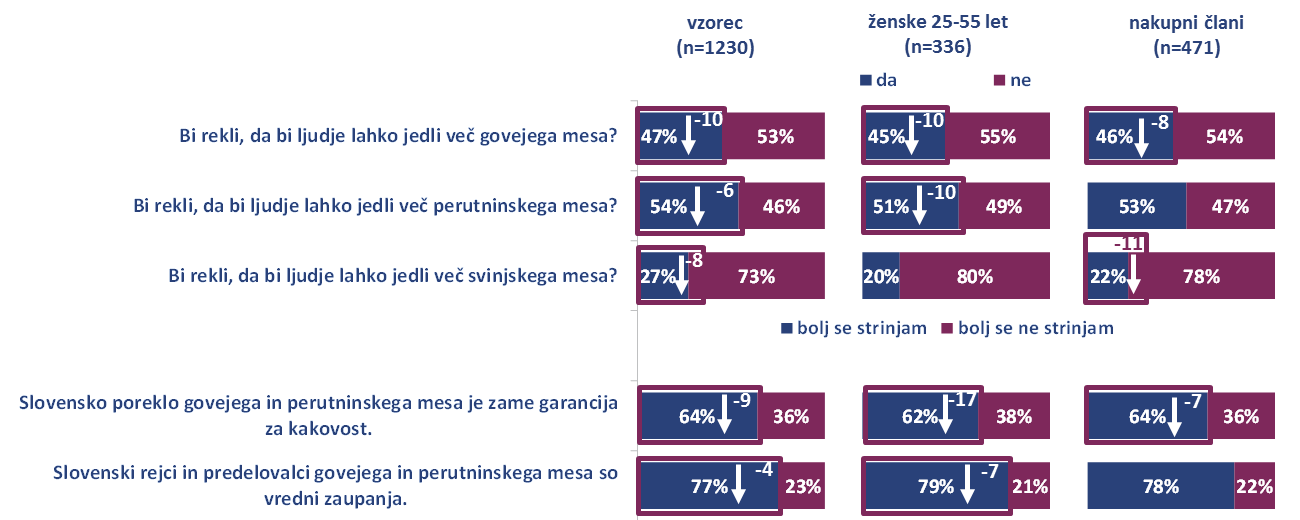 vzorec
(n=1230)
ženske 25-55 let
(n=336)
nakupni člani
(n=471)
da
ne
Bi rekli, da bi ljudje lahko jedli več govejega mesa?
47% -10 53%
45% -10 55%
46% -8 54%
Bi rekli, da bi ljudje lahko jedli več perutninskega mesa?
54% -6 46%
51% -10 49%
53% 47%
Bi rekli, da bi ljudje lahko jedli več svinjskega mesa?
27% -8 73%
20% 80%
22% -11 78%
bolj se strinjam
bolj se ne strinjam
Slovensko poreklo govejega in perutninskega mesa je zame garancija
za kakovost.
64% -9 36%
62% -17 38%
64% -7 36%
Slovenski rejci in predelovalci govejega in perutninskega mesa so
vredni zaupanja.
77% -4 23%
79% -7 21%
78% 22%